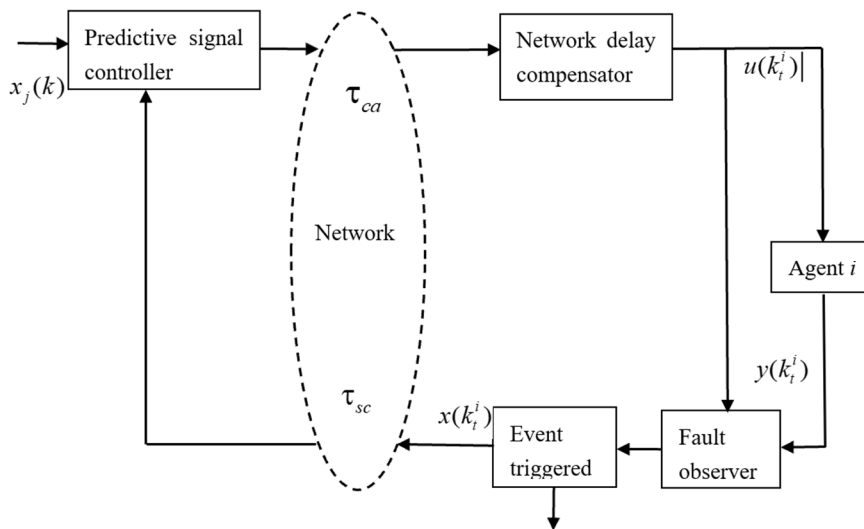 Predictive signal
controller
x_j(k)
τ_ca
Network
τ_sc
Network delay
compensator
u(k_t^i)|
Agent i
y(k_t^i)
x(k_t^i)
Event
triggered
Fault
observer